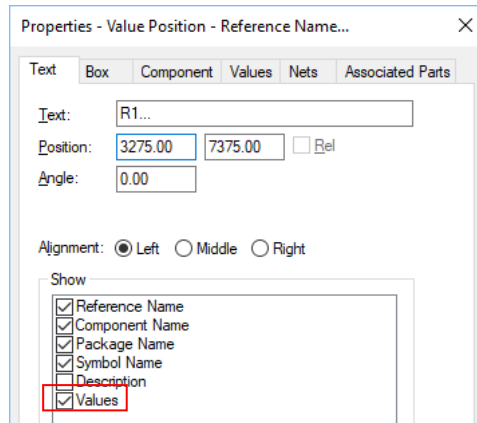 Properties - Value Position - Reference Name...
Text Box Component Values Nets Associated Parts
Text: R1...
Position: 3275.00 7375.00 Rel
Angle: 0.00
Alignment: Left Middle Right
Show
Reference Name
Component Name
Package Name
Symbol Name
Description
Values